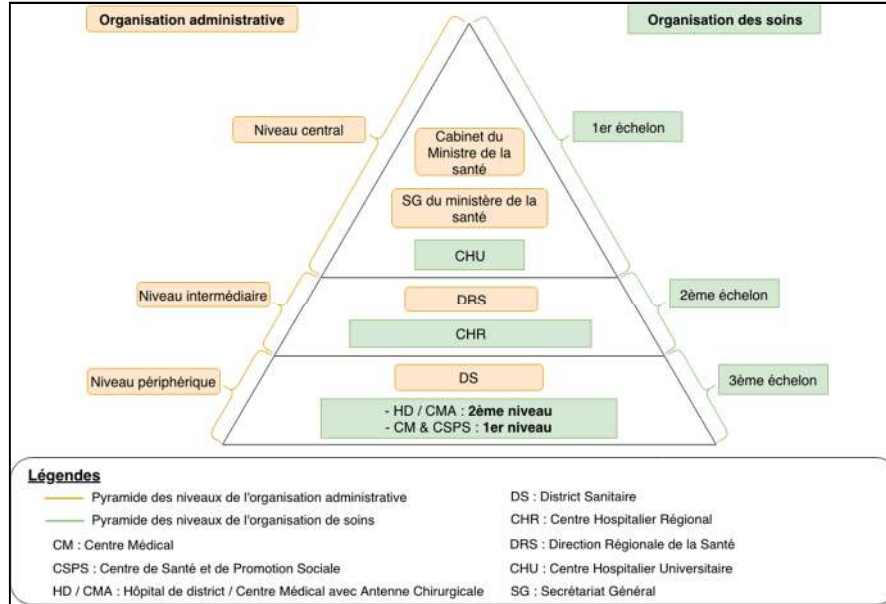 Organisation administrative
Organisation des soins
Niveau central
1er échelon
Cabinet du
Ministre de la
santé
SG du ministère de la
santé
CHU
Niveau intermédiaire
2ème échelon
DRS
CHR
Niveau périphérique
3ème échelon
DS
- HD / CMA : 2ème niveau
- CM & CSPS : 1er niveau
Légendes
Pyramide des niveaux de l'organisation administrative
Pyramide des niveaux de l'organisation de soins
CM : Centre Médical
CSPS : Centre de Santé et de Promotion Sociale
HD / CMA : Hôpital de district / Centre Médical avec Antenne Chirurgicale
DS : District Sanitaire
CHR : Centre Hospitalier Régional
DRS : Direction Régionale de la Santé
CHU : Centre Hospitalier Universitaire
SG : Secrétariat Général